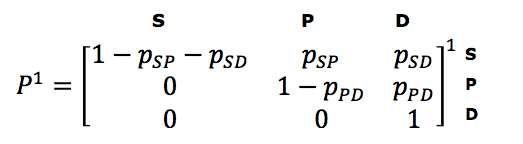 S P D
1 − p_SP − p_SD p_SP p_SD 1 S
P^1 = 0 1 − p_PD p_PD P
0 0 1 D